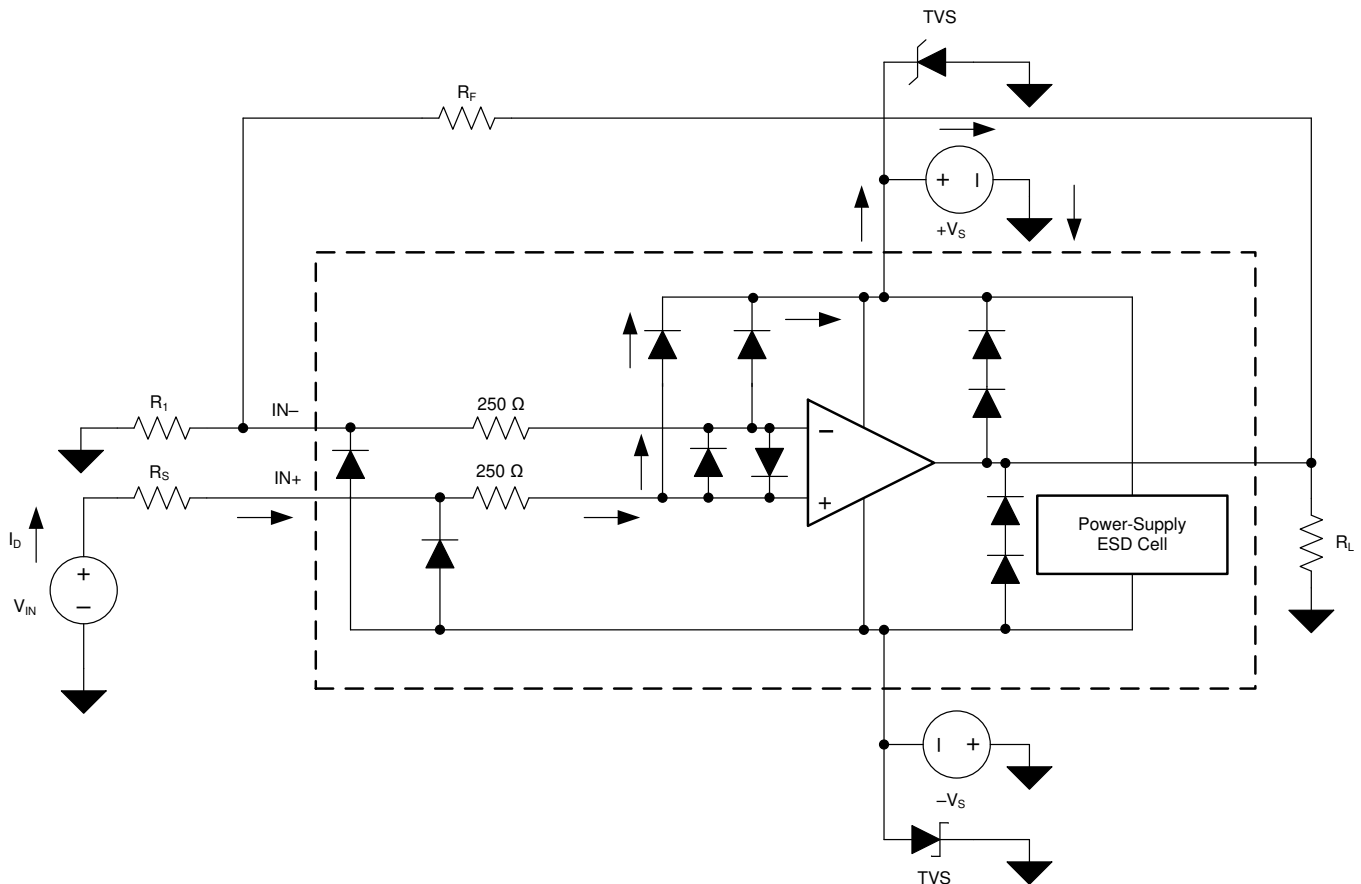 TVS
R_F
+ −
+V_S
R_1
IN−
250 Ω
R_S
IN+
250 Ω
−
+
Power-Supply
ESD Cell
R_L
I_D
+
V_IN
−
− +
−V_S
TVS